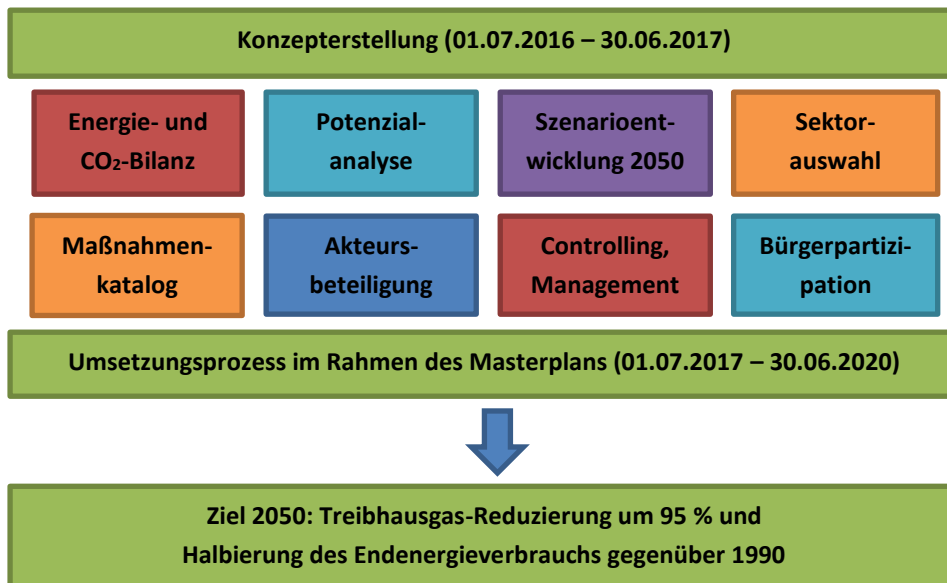 Konzepterstellung (01.07.2016 – 30.06.2017)
Energie- und
CO₂-Bilanz
Potenzial-
analyse
Szenarioent-
wicklung 2050
Sektor-
auswahl
Maßnahmen-
katalog
Akteurs-
beteiligung
Controlling,
Management
Bürgerpartizi-
pation
Umsetzungsprozess im Rahmen des Masterplans (01.07.2017 – 30.06.2020)
Ziel 2050: Treibhausgas-Reduzierung um 95 % und
Halbierung des Endenergieverbrauchs gegenüber 1990